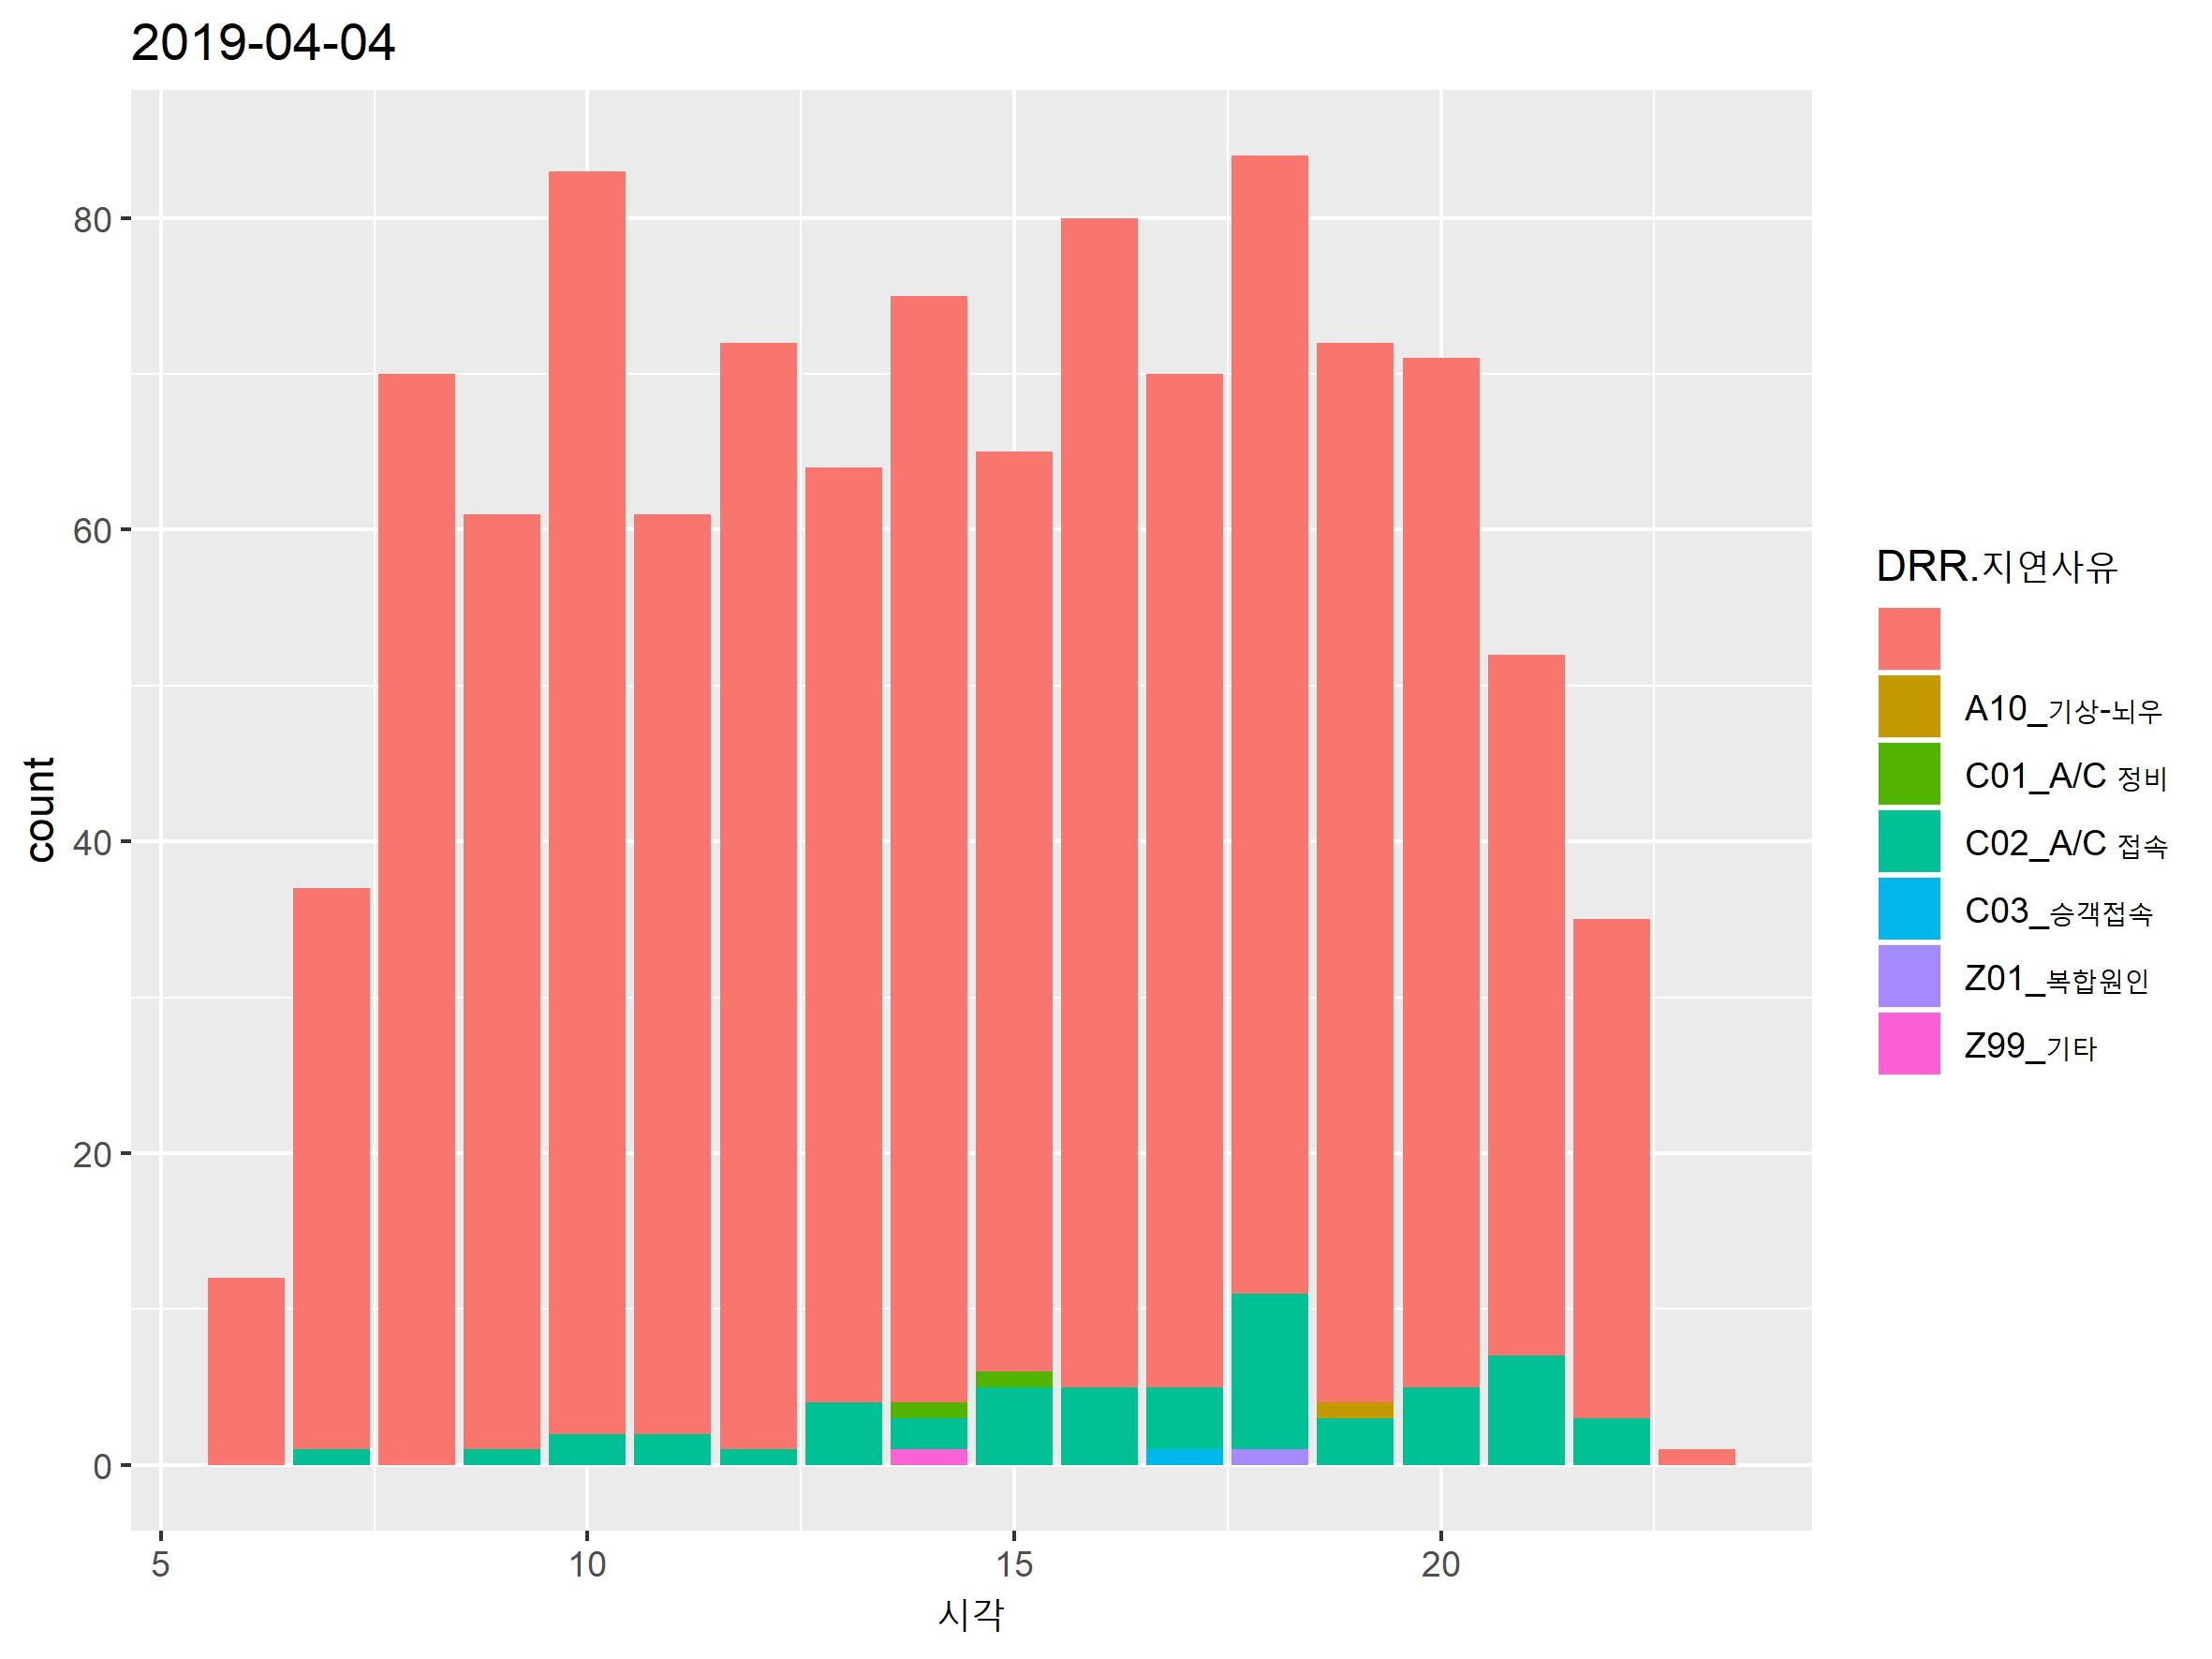 2019-04-04
80
60
40
20
0
count
5 10 15 20
시각
DRR.지연사유
A10_기상-뇌우
C01_A/C 정비
C02_A/C 접속
C03_승객접속
Z01_복합원인
Z99_기타